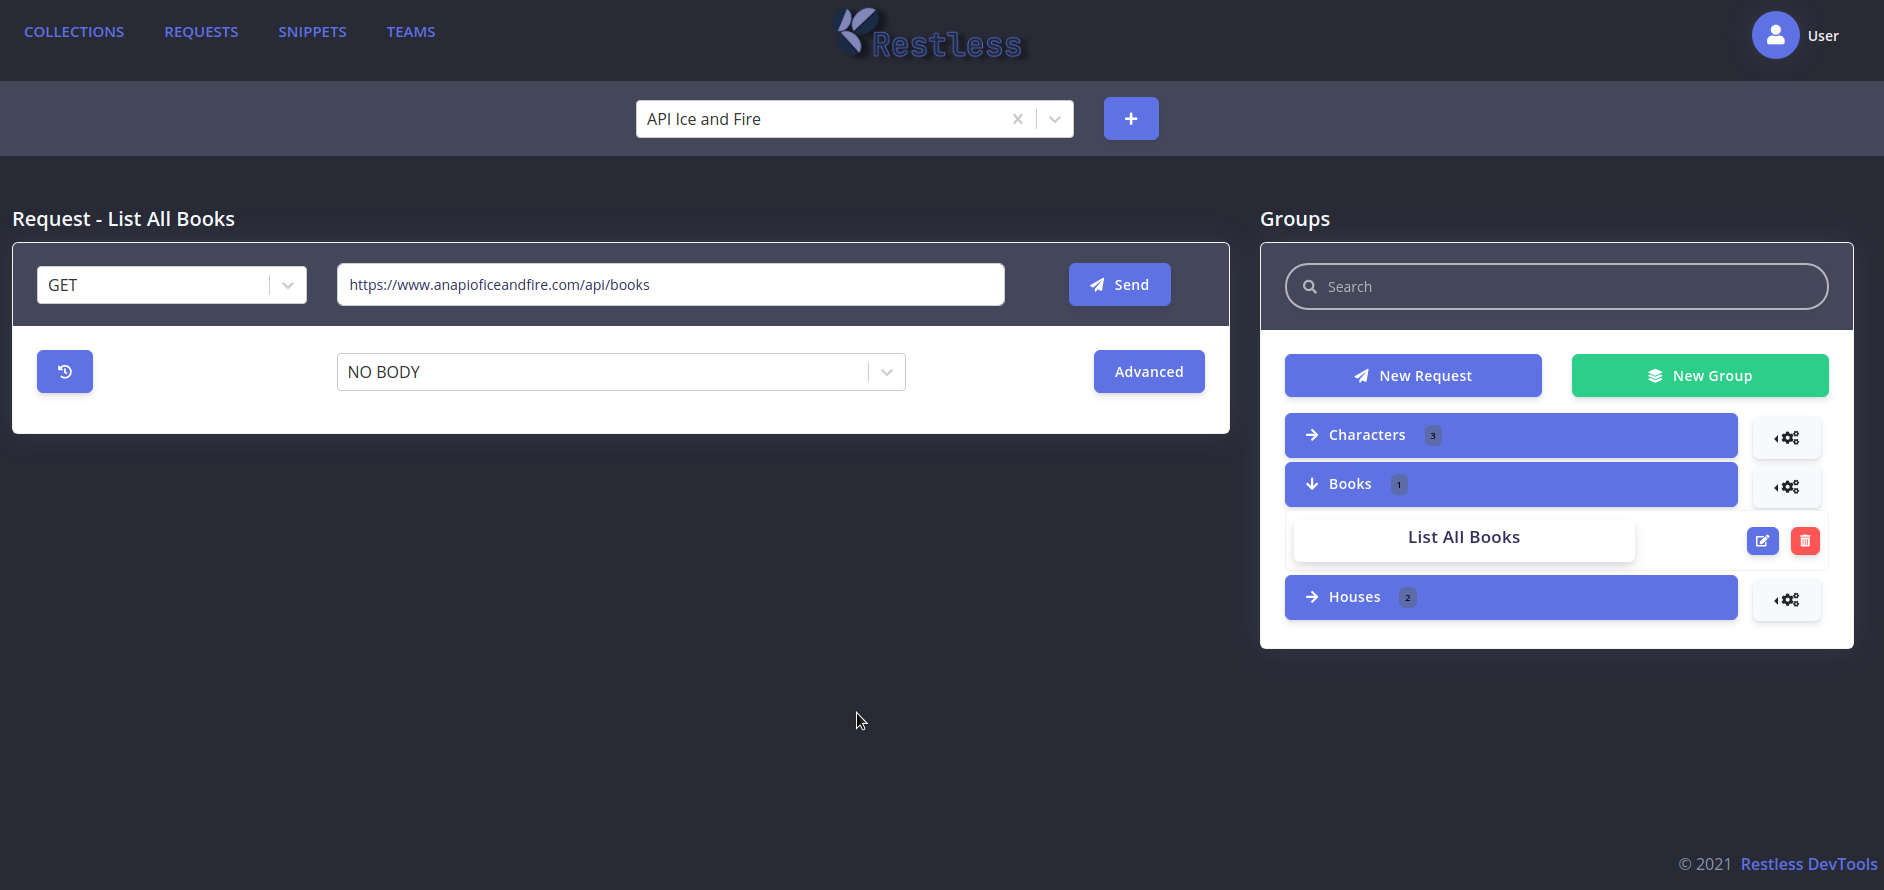 COLLECTIONS REQUESTS SNIPPETS TEAMS Restless User
API Ice and Fire
Request - List All Books
GET https://www.anapioficeandfire.com/api/books Send
NO BODY Advanced
Groups
Search
New Request New Group
Characters 3
Books 1
List All Books
Houses 2
© 2021 Restless DevTools